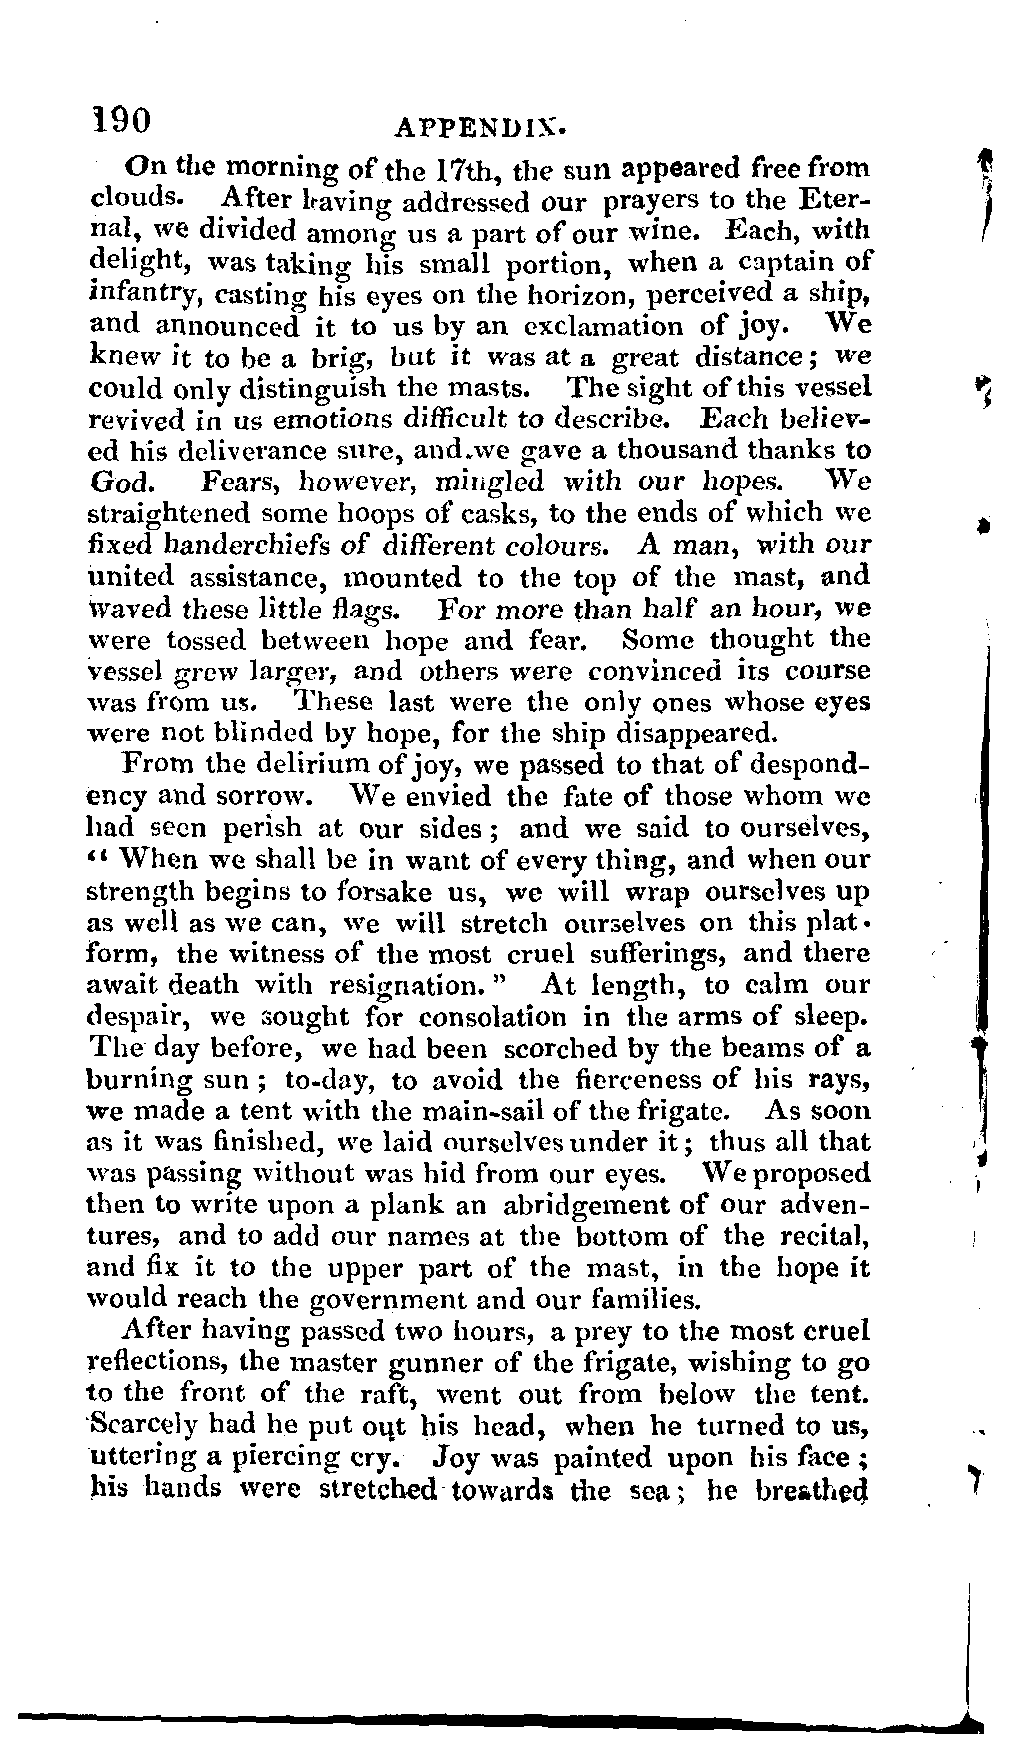 190
APPENDIX.
On the morning of the 17th, the sun appeared free from
clouds. After having addressed our prayers to the Eter-
nal, we divided among us a part of our wine. Each, with
delight, was taking his small portion, when a captain of
infantry, casting his eyes on the horizon, perceived a ship,
and announced it to us by an exclamation of joy. We
knew it to be a brig, but it was at a great distance; we
could only distinguish the masts. The sight of this vessel
revived in us emotions difficult to describe. Each believ-
ed his deliverance sure, and we gave a thousand thanks to
God. Fears, however, mingled with our hopes. We
straightened some hoops of casks, to the ends of which we
fixed handerchiefs of different colours. A man, with our
united assistance, mounted to the top of the mast, and
waved these little flags. For more than half an hour, we
were tossed between hope and fear. Some thought the
vessel grew larger, and others were convinced its course
was from us. These last were the only ones whose eyes
were not blinded by hope, for the ship disappeared.
From the delirium of joy, we passed to that of despond-
ency and sorrow. We envied the fate of those whom we
had seen perish at our sides; and we said to ourselves,
" When we shall be in want of every thing, and when our
strength begins to forsake us, we will wrap ourselves up
as well as we can, we will stretch ourselves on this plat-
form, the witness of the most cruel sufferings, and there
await death with resignation. " At length, to calm our
despair, we sought for consolation in the arms of sleep.
The day before, we had been scorched by the beams of a
burning sun; to-day, to avoid the fierceness of his rays,
we made a tent with the main-sail of the frigate. As soon
as it was finished, we laid ourselves under it; thus all that
was passing without was hid from our eyes. We proposed
then to write upon a plank an abridgement of our adven-
tures, and to add our names at the bottom of the recital,
and fix it to the upper part of the mast, in the hope it
would reach the government and our families.
After having passed two hours, a prey to the most cruel
reflections, the master gunner of the frigate, wishing to go
to the front of the raft, went out from below the tent.
Scarcely had he put out his head, when he turned to us,
uttering a piercing cry. Joy was painted upon his face;
his hands were stretched towards the sea; he breathed